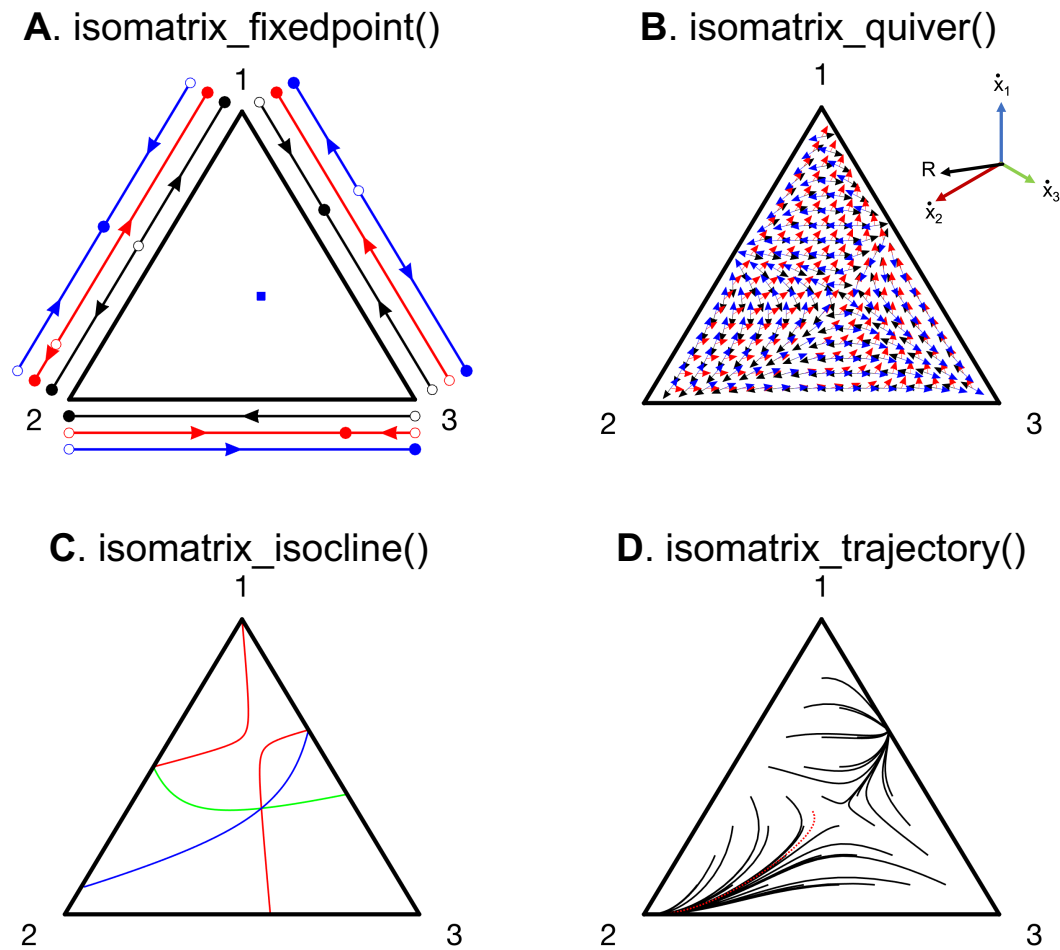 A. isomatrix_fixedpoint()
1
2
3
B. isomatrix_quiver()
1
2
3
ẋ1
R
ẋ2
ẋ3
C. isomatrix_isocline()
1
2
3
D. isomatrix_trajectory()
1
2
3